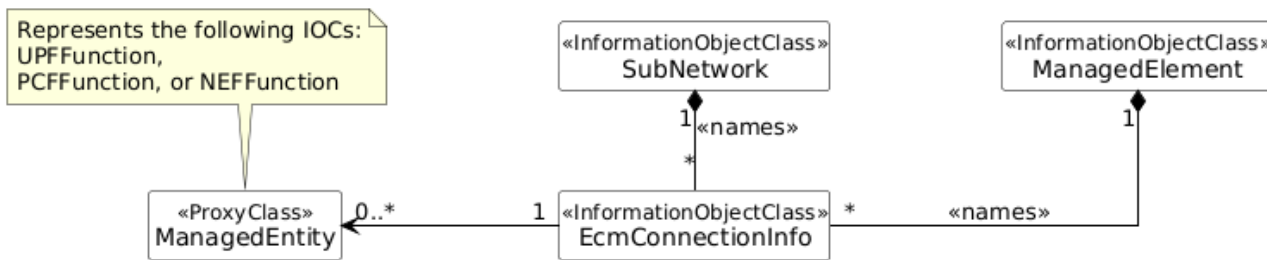 Represents the following IOCs:
UPFFunction,
PCFFunction, or NEFFunction
«InformationObjectClass»
SubNetwork
«InformationObjectClass»
ManagedElement
1
«names»
*
1
«ProxyClass»
ManagedEntity
0..*
1
«InformationObjectClass»
EcmConnectionInfo
*
«names»